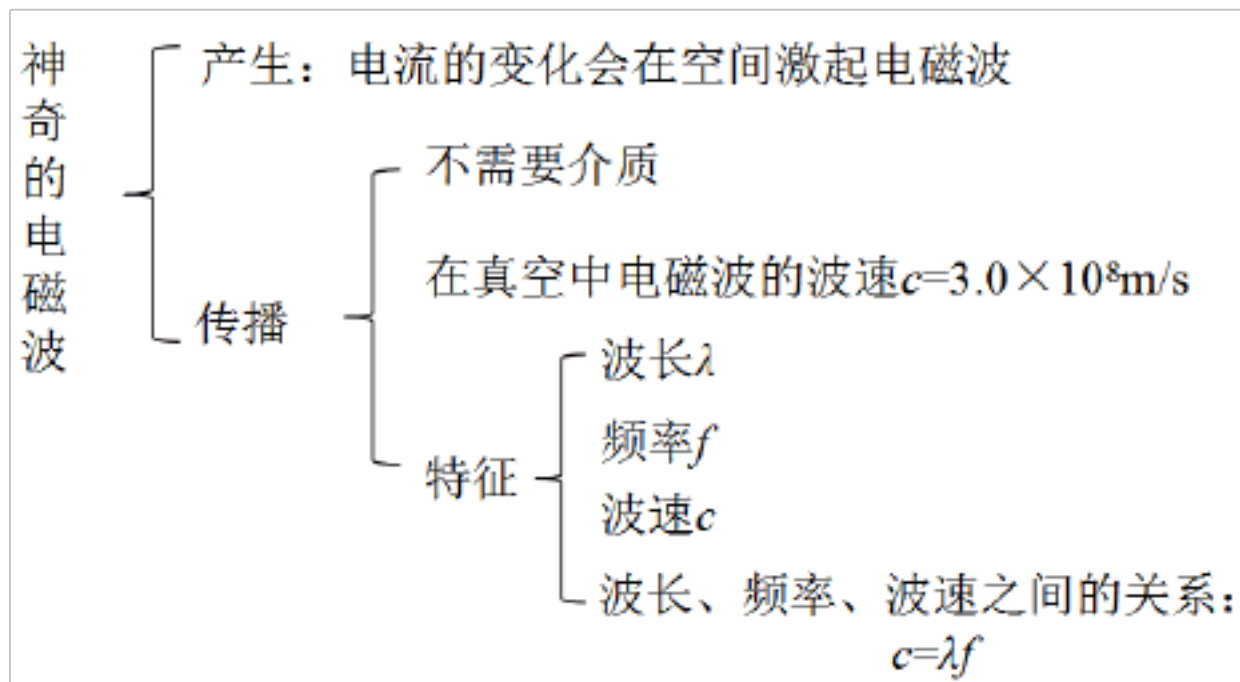 神奇的电磁波
产生：电流的变化会在空间激起电磁波
传播
不需要介质
在真空中电磁波的波速c=3.0×10⁸m/s
特征
波长λ
频率f
波速c
波长、频率、波速之间的关系：
c=λf